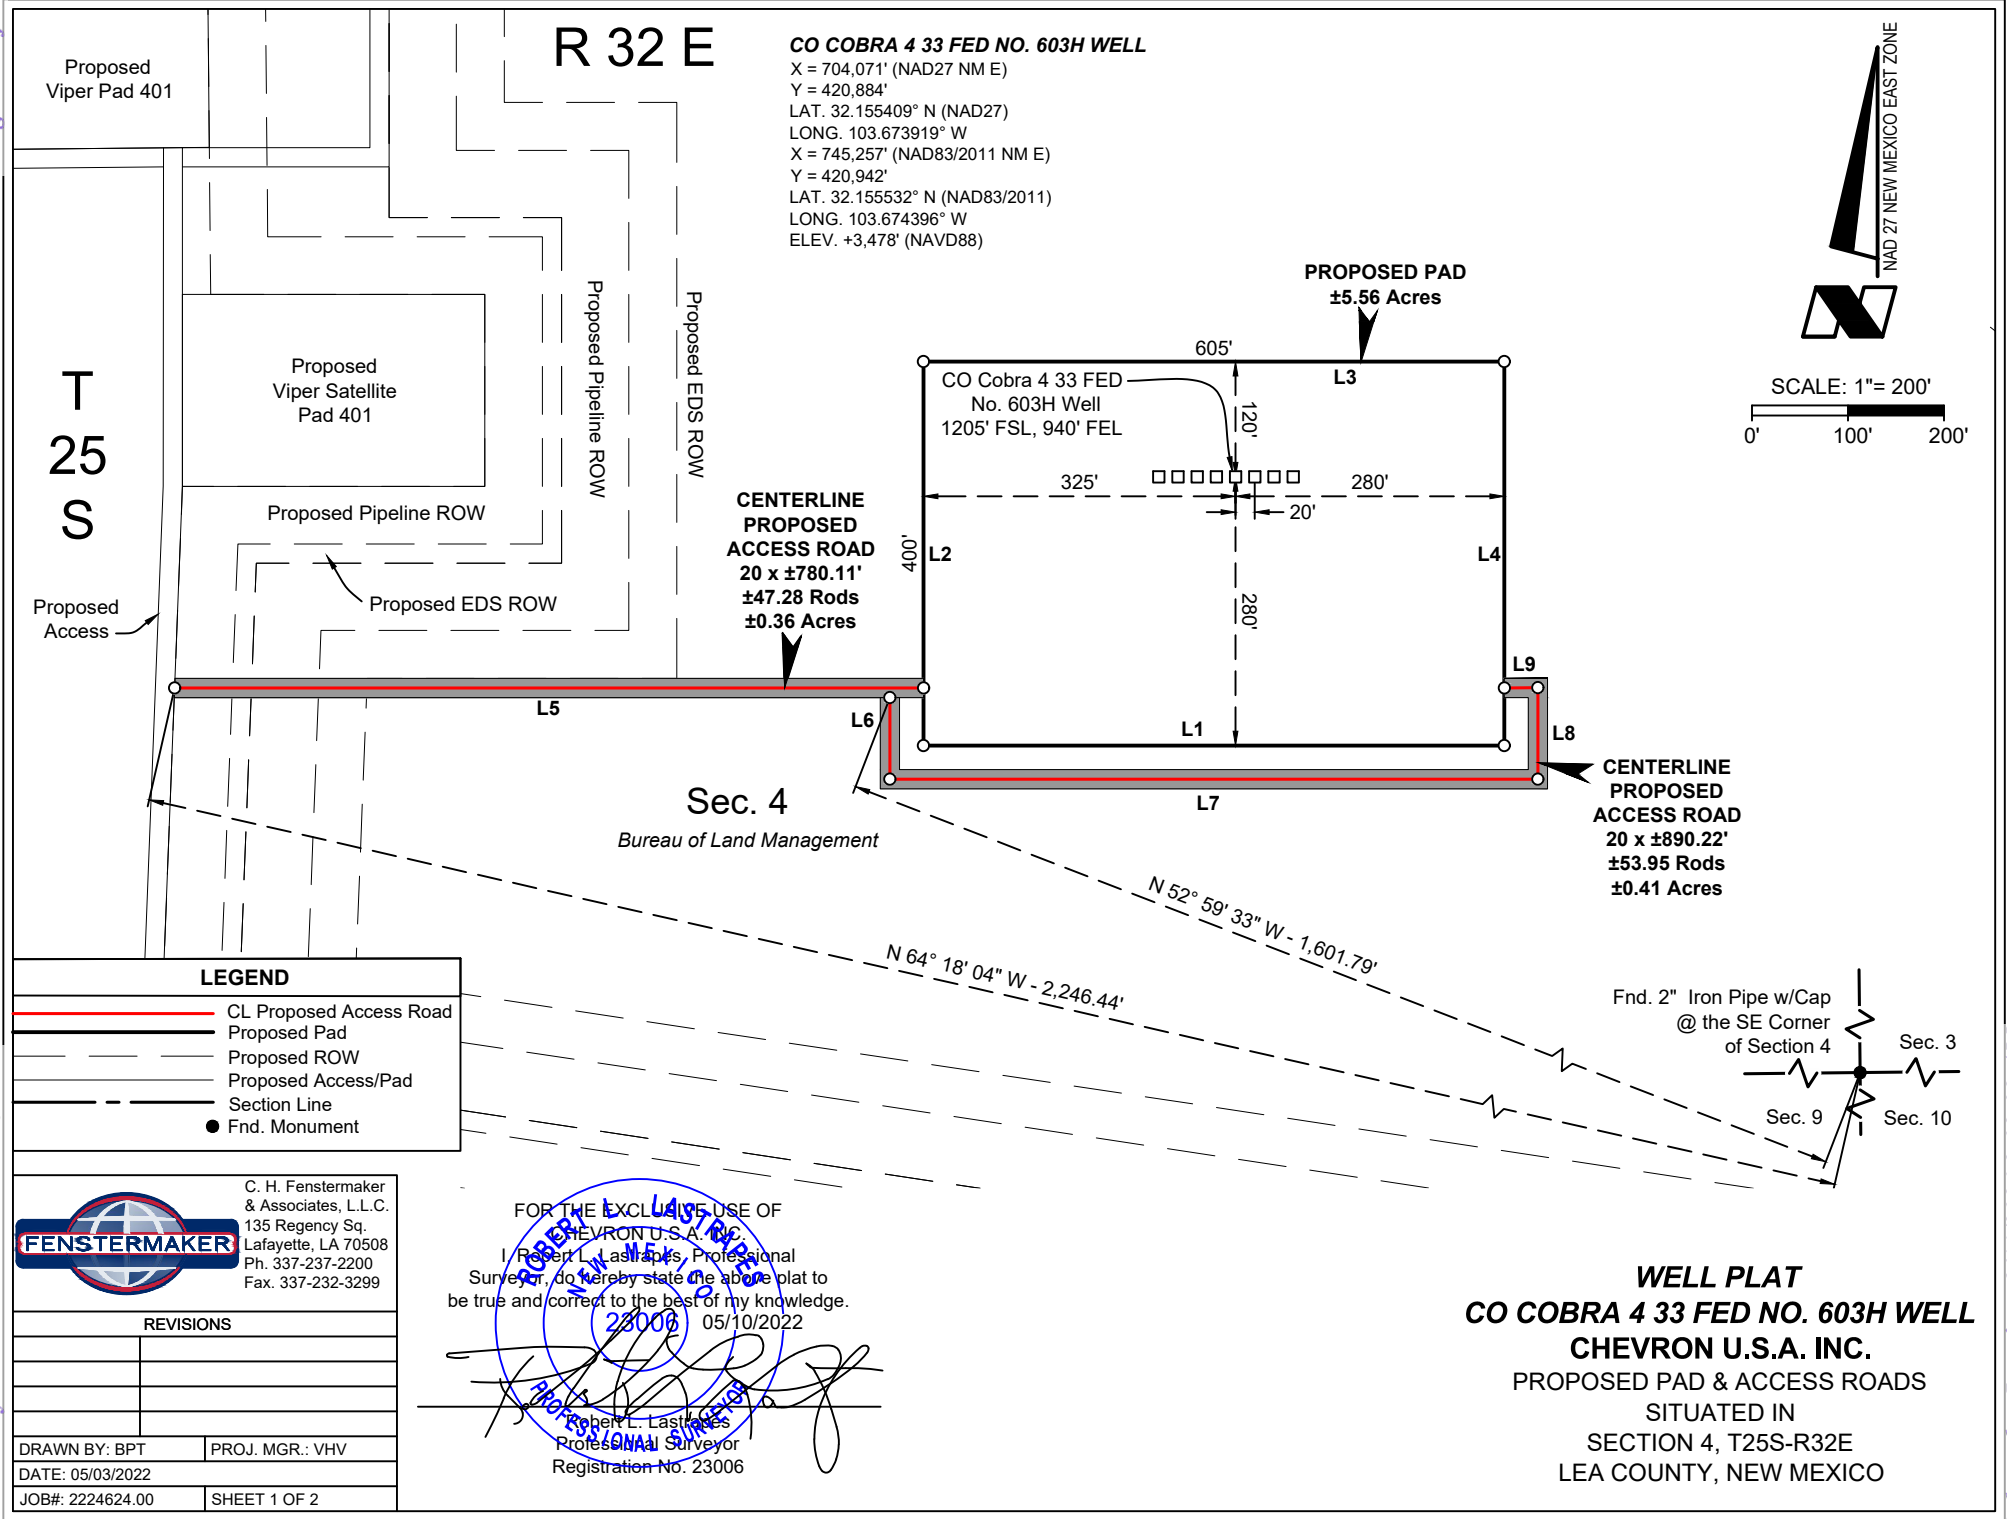 Proposed
Viper Pad 401
R 32 E
CO COBRA 4 33 FED NO. 603H WELL
X = 704,071' (NAD27 NM E)
Y = 420,884'
LAT. 32.155409° N (NAD27)
LONG. 103.673919° W
X = 745,257' (NAD83/2011 NM E)
Y = 420,942'
LAT. 32.155532° N (NAD83/2011)
LONG. 103.674396° W
ELEV. +3,478' (NAVD88)
NAD 27 NEW MEXICO EAST ZONE
SCALE: 1"= 200'
0' 100' 200'
PROPOSED PAD
±5.56 Acres
605'
L3
CO Cobra 4 33 FED
No. 603H Well
1205' FSL, 940' FEL
120'
325'
280'
20'
400'
L2
L4
280'
L1
T
25
S
Proposed
Viper Satellite
Pad 401
Proposed Pipeline ROW
Proposed EDS ROW
Proposed Pipeline ROW
Proposed EDS ROW
Proposed
Access
CENTERLINE
PROPOSED
ACCESS ROAD
20 x ±780.11'
±47.28 Rods
±0.36 Acres
L5
L6
L7
L8
L9
CENTERLINE
PROPOSED
ACCESS ROAD
20 x ±890.22'
±53.95 Rods
±0.41 Acres
Sec. 4
Bureau of Land Management
N 52° 59' 33" W - 1,601.79'
N 64° 18' 04" W - 2,246.44'
Fnd. 2" Iron Pipe w/Cap
@ the SE Corner
of Section 4
Sec. 3
Sec. 9
Sec. 10
LEGEND
CL Proposed Access Road
Proposed Pad
Proposed ROW
Proposed Access/Pad
Section Line
Fnd. Monument
FENSTERMAKER
C. H. Fenstermaker
& Associates, L.L.C.
135 Regency Sq.
Lafayette, LA 70508
Ph. 337-237-2200
Fax. 337-232-3299
REVISIONS
DRAWN BY: BPT
PROJ. MGR.: VHV
DATE: 05/03/2022
JOB#: 2224624.00
SHEET 1 OF 2
FOR THE EXCLUSIVE USE OF
CHEVRON U.S.A. INC.
I, Robert L. Lastrapes, Professional
Surveyor, do hereby state the above plat to
be true and correct to the best of my knowledge.
05/10/2022
ROBERT L. LASTRAPES
NEW MEXICO
23006
PROFESSIONAL SURVEYOR
Robert L. Lastrapes
Professional Surveyor
Registration No. 23006
WELL PLAT
CO COBRA 4 33 FED NO. 603H WELL
CHEVRON U.S.A. INC.
PROPOSED PAD & ACCESS ROADS
SITUATED IN
SECTION 4, T25S-R32E
LEA COUNTY, NEW MEXICO